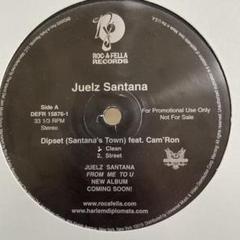 ROC-A-FELLA
RECORDS
Juelz Santana
Side A
DEFR 15876-1
33 1/3 RPM
Stereo
For Promotional Use Only
Not For Sale
Dipset (Santana's Town) feat. Cam'Ron
1. Clean
2. Street
JUELZ SANTANA
FROM ME TO U
NEW ALBUM
COMING SOON!
www.rocafella.com
www.harlemdiplomats.com